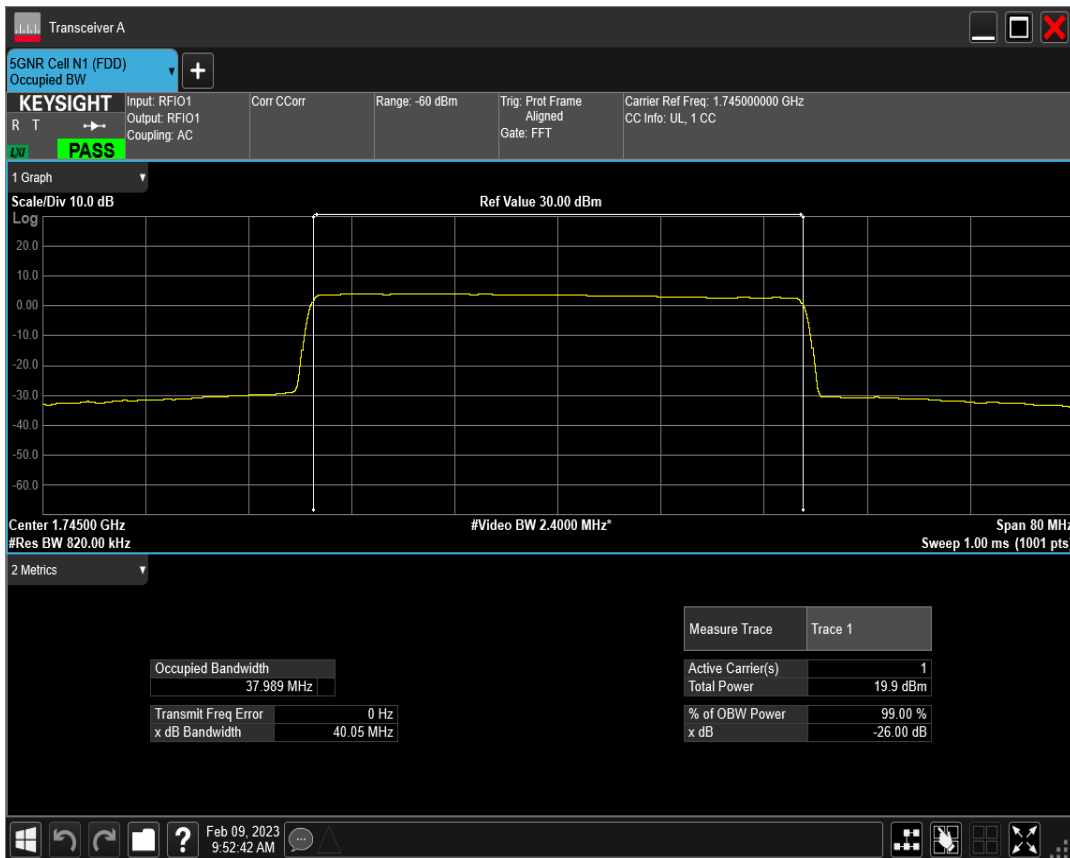 Transceiver A
5GNR Cell N1 (FDD)
Occupied BW
+
KEYSIGHT
R T
LXI
PASS
Input: RFIO1
Output: RFIO1
Coupling: AC
Corr CCorr
Range: -60 dBm
Trig: Prot Frame
Aligned
Gate: FFT
Carrier Ref Freq: 1.745000000 GHz
CC Info: UL, 1 CC
1 Graph
Scale/Div 10.0 dB
Ref Value 30.00 dBm
Log
20.0
10.0
0.00
-10.0
-20.0
-30.0
-40.0
-50.0
-60.0
Center 1.74500 GHz
#Video BW 2.4000 MHz*
Span 80 MHz
#Res BW 820.00 kHz
Sweep 1.00 ms (1001 pts)
2 Metrics
Measure Trace Trace 1
Occupied Bandwidth
37.989 MHz
Active Carrier(s) 1
Total Power 19.9 dBm
Transmit Freq Error 0 Hz
x dB Bandwidth 40.05 MHz
% of OBW Power 99.00 %
x dB -26.00 dB
?
Feb 09, 2023
9:52:42 AM